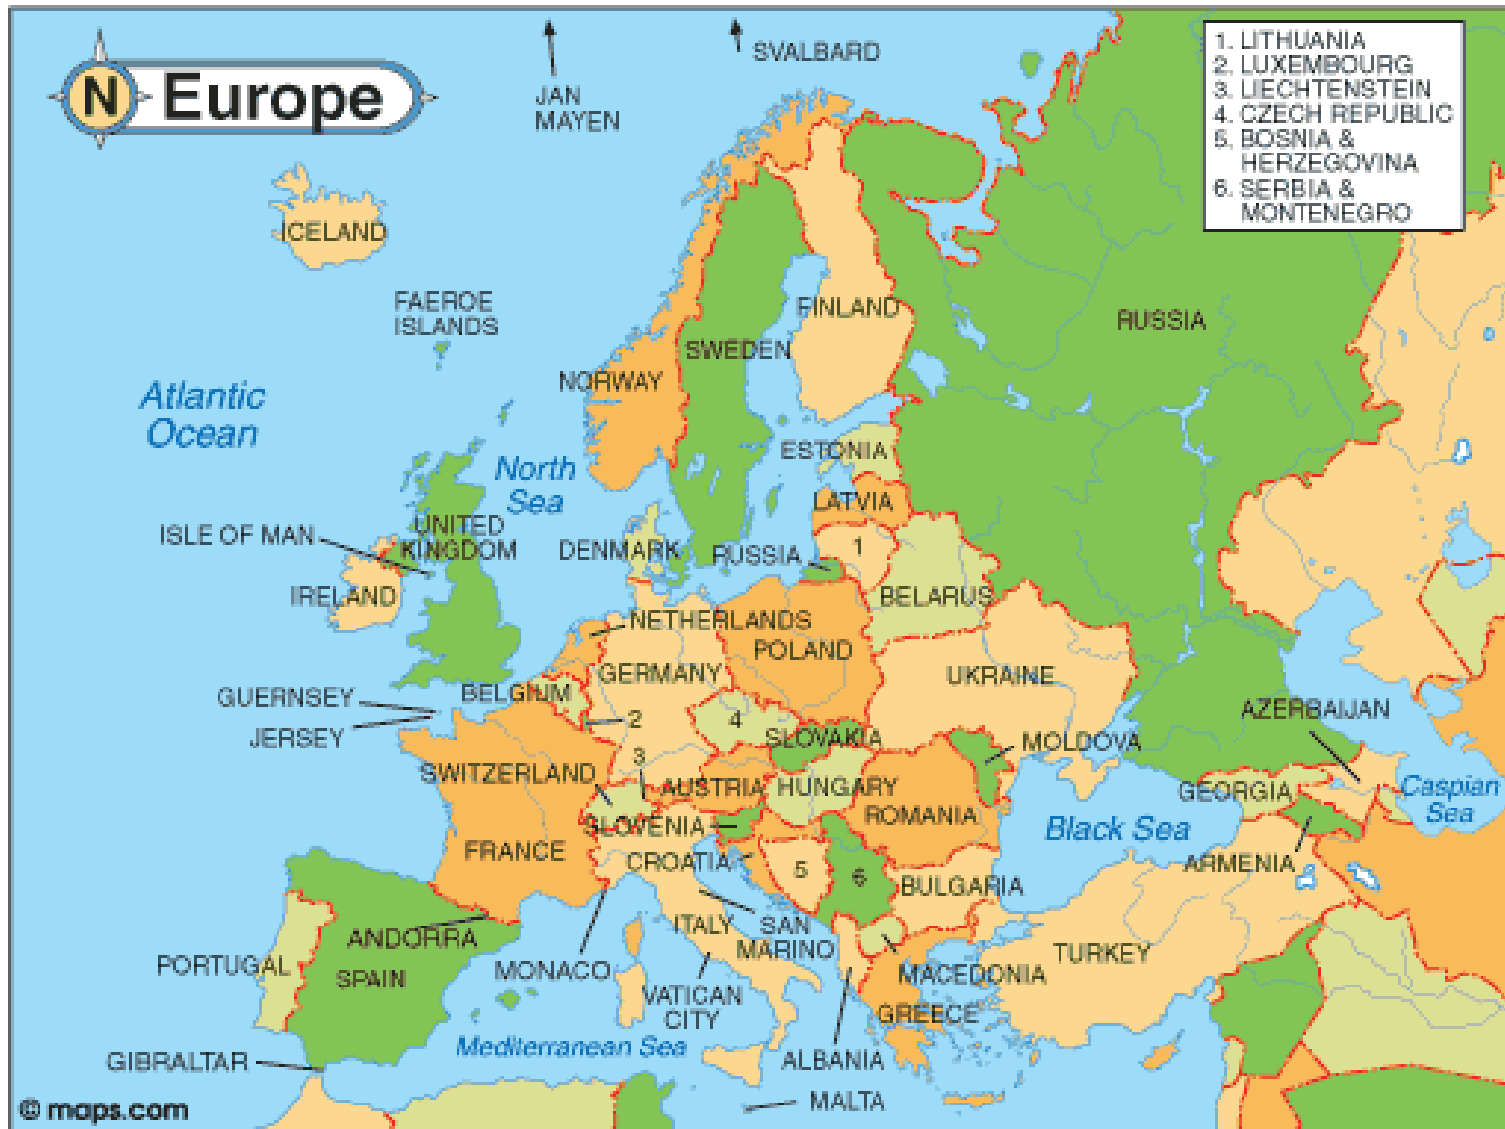 N Europe
JAN
MAYEN
SVALBARD
1. LITHUANIA
2. LUXEMBOURG
3. LIECHTENSTEIN
4. CZECH REPUBLIC
5. BOSNIA &
HERZEGOVINA
6. SERBIA &
MONTENEGRO
ICELAND
FAEROE
ISLANDS
FINLAND
RUSSIA
SWEDEN
NORWAY
Atlantic
Ocean
North
Sea
ESTONIA
LATVIA
ISLE OF MAN
UNITED
KINGDOM
DENMARK
RUSSIA
1
IRELAND
BELARUS
NETHERLANDS
POLAND
GERMANY
UKRAINE
GUERNSEY
BELGIUM
JERSEY
2
4
SLOVAKIA
MOLDOVA
AZERBAIJAN
3
SWITZERLAND
AUSTRIA
HUNGARY
GEORGIA
Caspian
Sea
SLOVENIA
ROMANIA
Black Sea
FRANCE
CROATIA
5
6
BULGARIA
ARMENIA
ANDORRA
ITALY
SAN
MARINO
TURKEY
PORTUGAL
SPAIN
MONACO
VATICAN
CITY
MACEDONIA
GREECE
Mediterranean Sea
GIBRALTAR
ALBANIA
MALTA
© maps.com